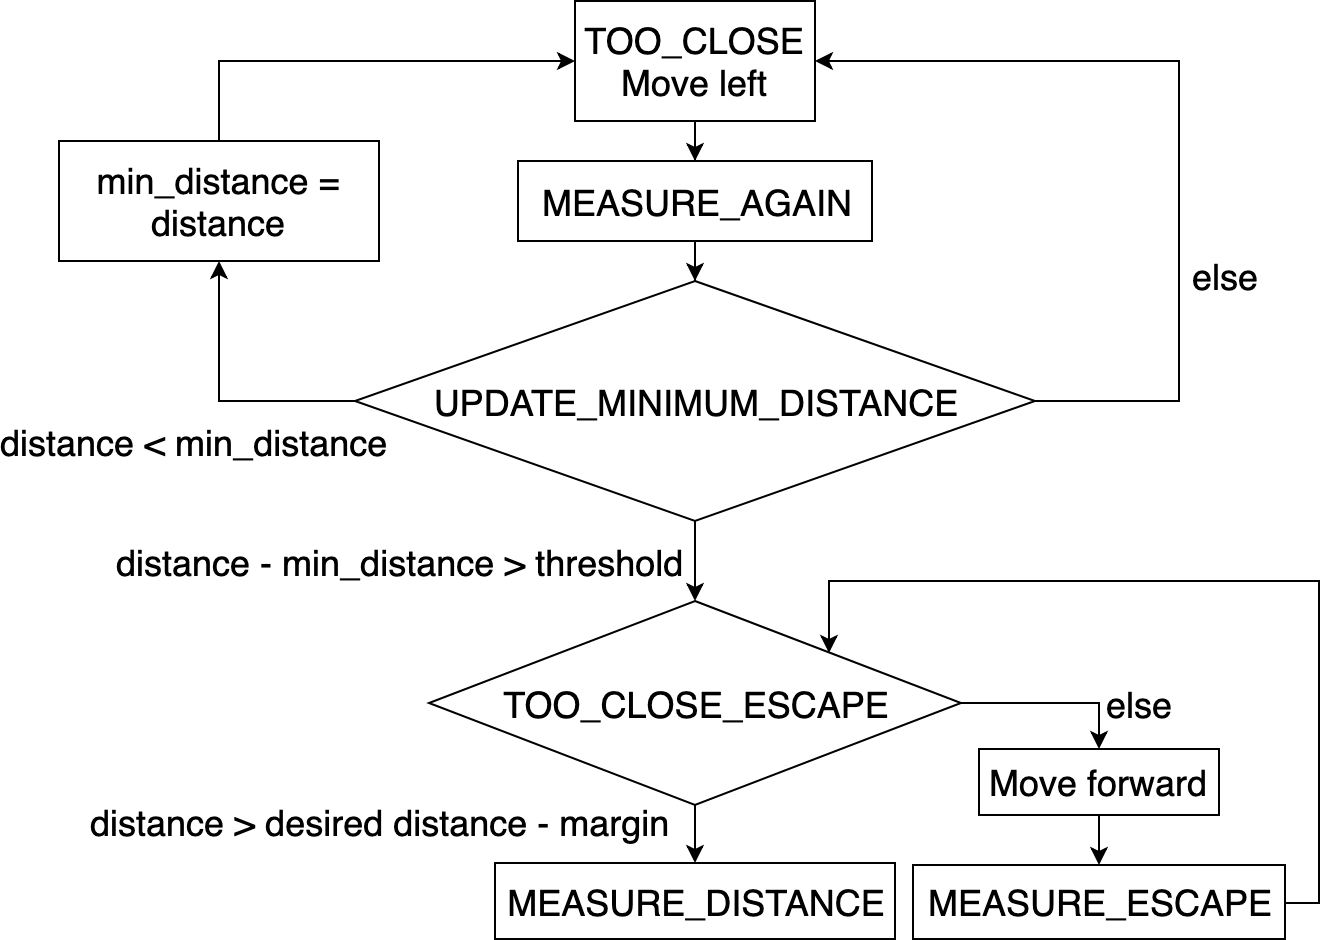 TOO_CLOSE
Move left
min_distance =
distance
MEASURE_AGAIN
else
UPDATE_MINIMUM_DISTANCE
distance < min_distance
distance - min_distance > threshold
TOO_CLOSE_ESCAPE
else
Move forward
distance > desired distance - margin
MEASURE_DISTANCE
MEASURE_ESCAPE